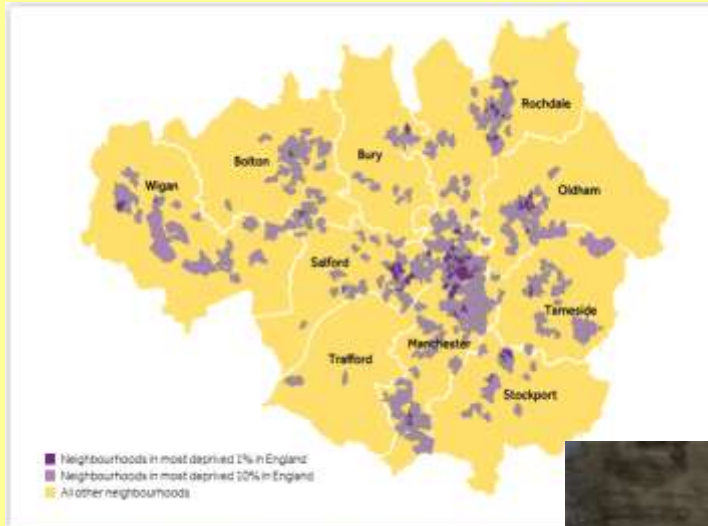 Rochdale
Bolton
Bury
Wigan
Oldham
Salford
Tameside
Manchester
Trafford
Stockport
Neighbourhoods in most deprived 1% in England
Neighbourhoods in most deprived 10% in England
All other neighbourhoods